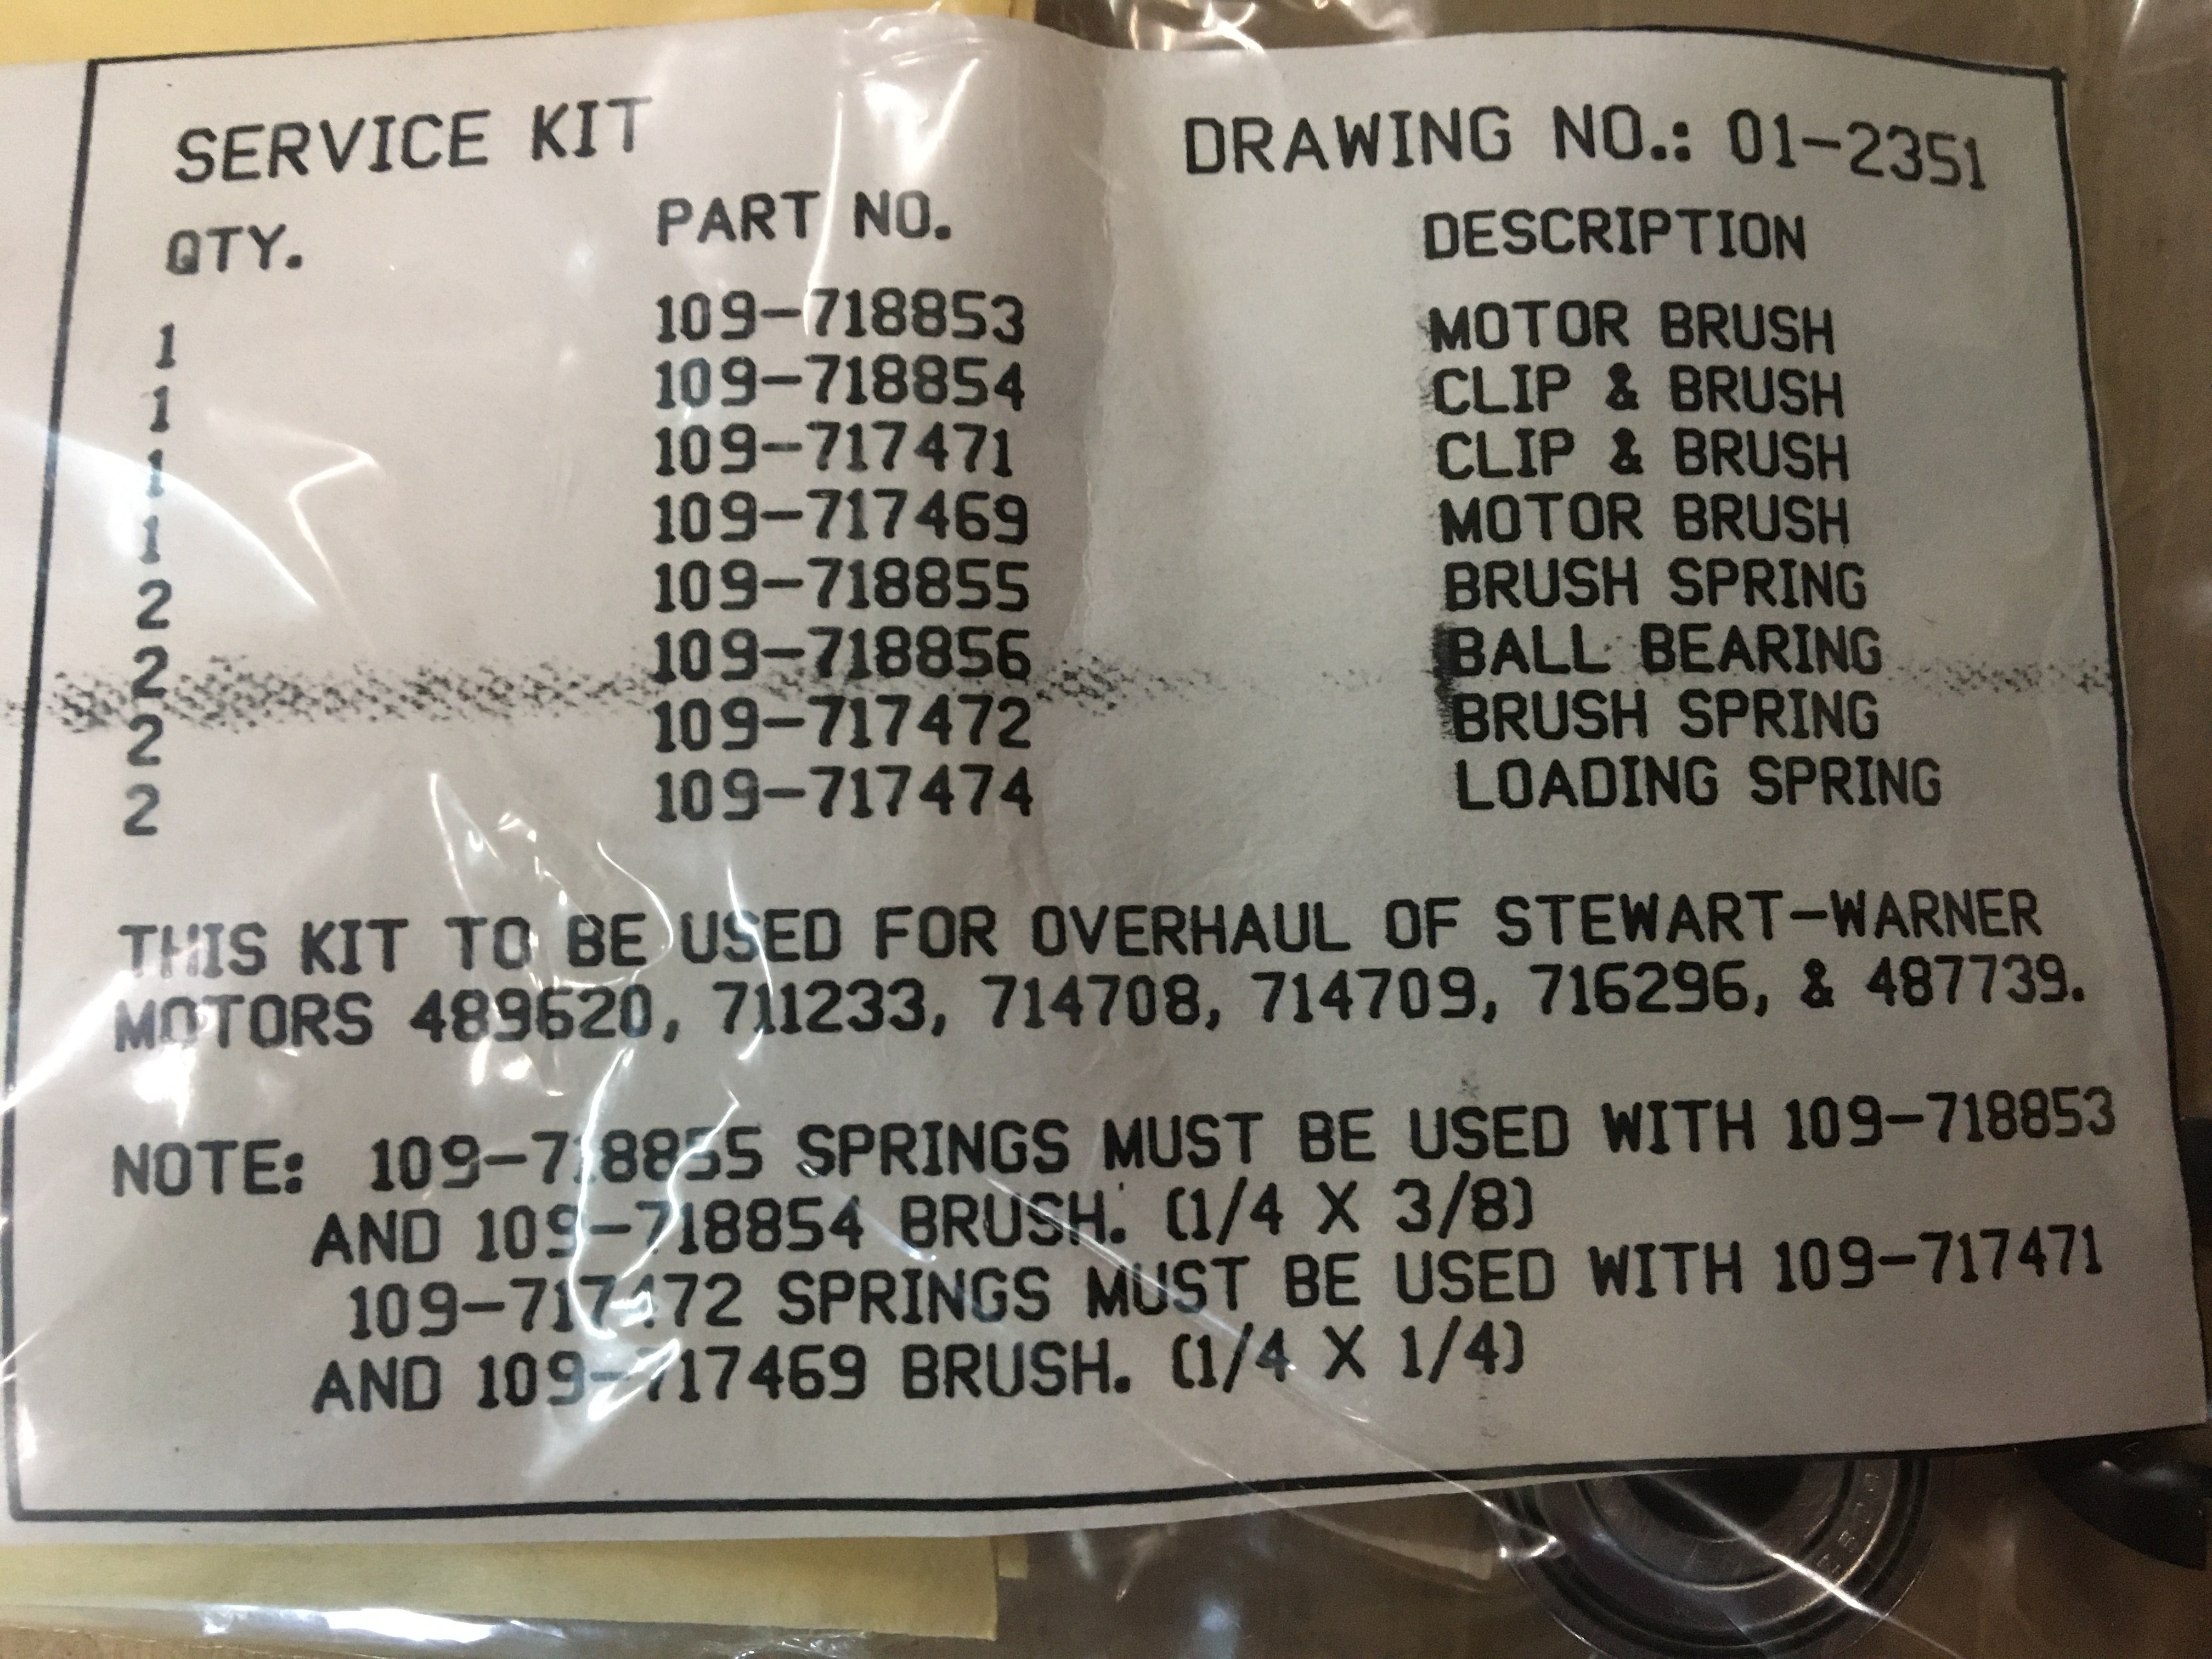 SERVICE KIT DRAWING NO.: 01-2351
QTY. PART NO. DESCRIPTION
1 109-718853 MOTOR BRUSH
1 109-718854 CLIP & BRUSH
1 109-717471 CLIP & BRUSH
1 109-717469 MOTOR BRUSH
2 109-718855 BRUSH SPRING
2 109-718856 BALL BEARING
2 109-717472 BRUSH SPRING
2 109-717474 LOADING SPRING
THIS KIT TO BE USED FOR OVERHAUL OF STEWART-WARNER
MOTORS 489620, 711233, 714708, 714709, 716296, & 487739.
NOTE: 109-718855 SPRINGS MUST BE USED WITH 109-718853
AND 109-718854 BRUSH. (1/4 X 3/8)
109-717472 SPRINGS MUST BE USED WITH 109-717471
AND 109-717469 BRUSH. (1/4 X 1/4)